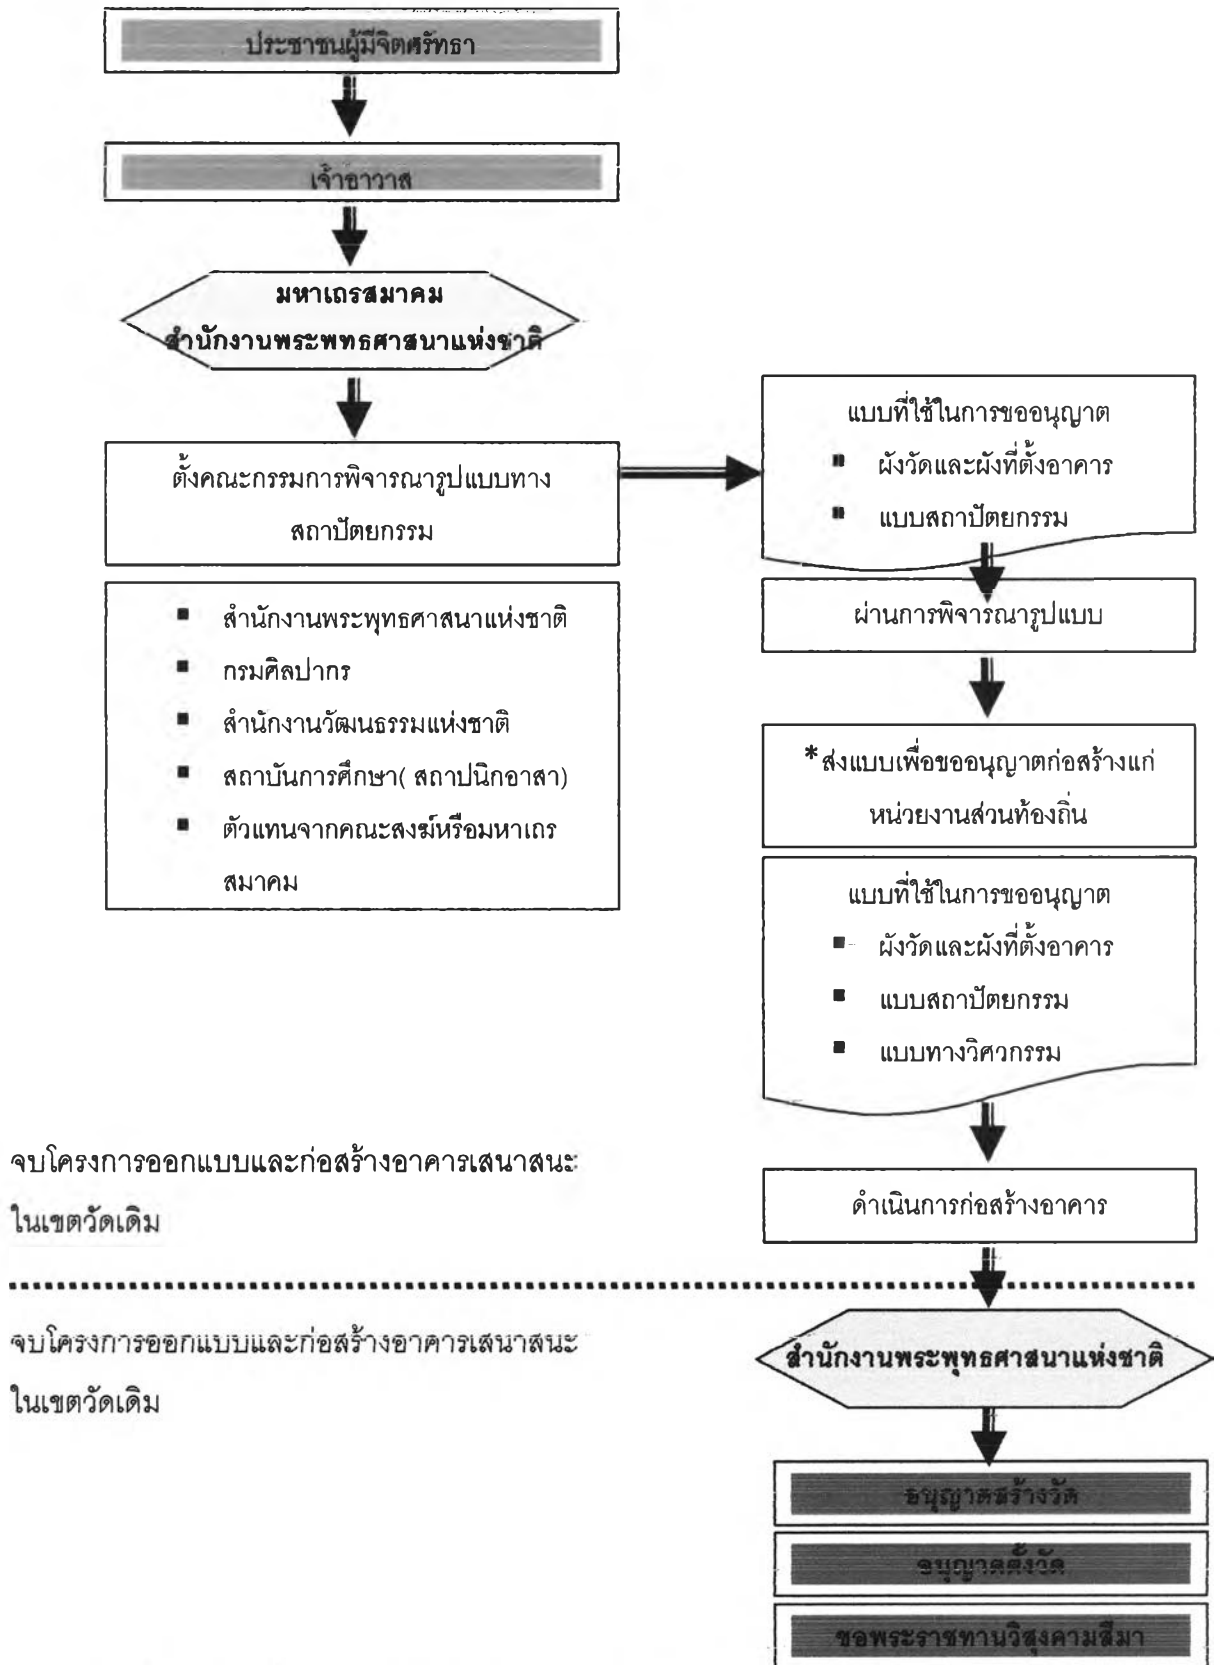 ประชาชนผู้มีจิตศรัทธา
เจ้าอาวาส
มหาเถรสมาคม
สำนักงานพระพทธศาสนาแห่งชาติ
ตั้งคณะกรรมการพิจารณารูปแบบทาง
สถาปัตยกรรม
■ สำนักงานพระพุทธศาสนาแห่งชาติ
■ กรมศิลปากร
■ สำนักงานวัฒนธรรมแห่งชาติ
■ สถาบันการศึกษา( สถาปนิกอาสา)
■ ตัวแทนจากคณะสงฆ์หรือมหาเถร
สมาคม
แบบที่ใช้ในการขออนุญาต
■ ผังวัดและผังที่ตั้งอาคาร
■ แบบสถาปัตยกรรม
ผ่านการพิจารณารูปแบบ
*ส่งแบบเพื่อขออนุญาตก่อสร้างแก่
หน่วยงานส่วนท้องถิ่น
แบบที่ใช้ในการขออนุญาต
■ ผังวัดและผังที่ตั้งอาคาร
■ แบบสถาปัตยกรรม
■ แบบทางวิศวกรรม
ดำเนินการก่อสร้างอาคาร
จบโครงการออกแบบและก่อสร้างอาคารเสนาสนะ
ในเขตวัดเดิม
จบโครงการออกแบบและก่อสร้างอาคารเสนาสนะ
ในเขตวัดเดิม
สำนักงานพระพุทธศาสนาแห่งชาติ
อนุญาตสร้างวัด
อนุญาตตั้งวัด
ขอพระราชทานวิสุงคามสีมา